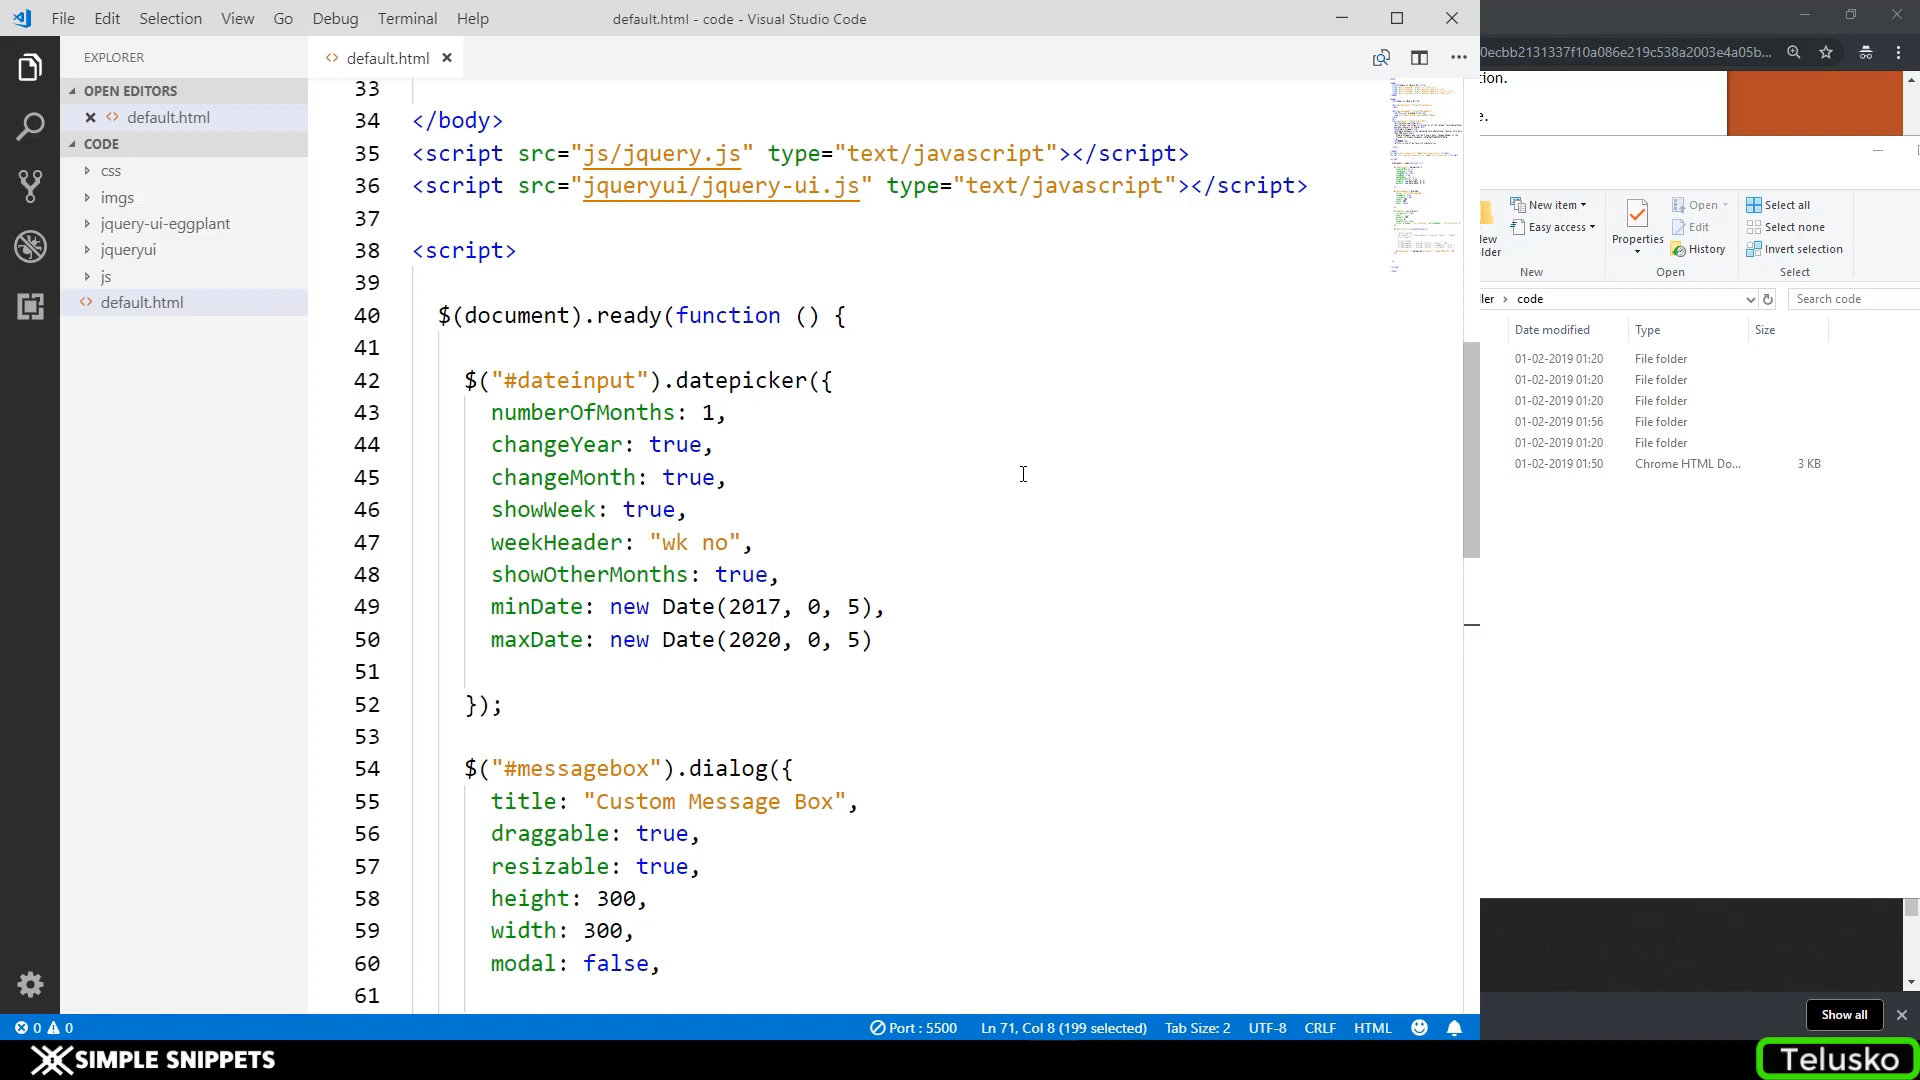 File Edit Selection View Go Debug Terminal Help
default.html - code - Visual Studio Code
EXPLORER
OPEN EDITORS
default.html
CODE
css
imgs
jquery-ui-eggplant
jqueryui
js
default.html
default.html
33
34 </body>
35 <script src="js/jquery.js" type="text/javascript"></script>
36 <script src="jqueryui/jquery-ui.js" type="text/javascript"></script>
37
38 <script>
39
40 $(document).ready(function () {
41
42 $("#dateinput").datepicker({
43 numberOfMonths: 1,
44 changeYear: true,
45 changeMonth: true,
46 showWeek: true,
47 weekHeader: "wk no",
48 showOtherMonths: true,
49 minDate: new Date(2017, 0, 5),
50 maxDate: new Date(2020, 0, 5)
51
52 });
53
54 $("#messagebox").dialog({
55 title: "Custom Message Box",
56 draggable: true,
57 resizable: true,
58 height: 300,
59 width: 300,
60 modal: false,
61
0 0
Port : 5500 Ln 71, Col 8 (199 selected) Tab Size: 2 UTF-8 CRLF HTML
0ecbb2131337f10a086e219c538a2003e4a05b...
tion.
e.
New item
Easy access
New
Properties
Open
Edit
History
Open
Select all
Select none
Invert selection
Select
code
Search code
Date modified Type Size
01-02-2019 01:20 File folder
01-02-2019 01:20 File folder
01-02-2019 01:20 File folder
01-02-2019 01:56 File folder
01-02-2019 01:20 File folder
01-02-2019 01:50 Chrome HTML Do... 3 KB
Show all
SIMPLE SNIPPETS
Telusko